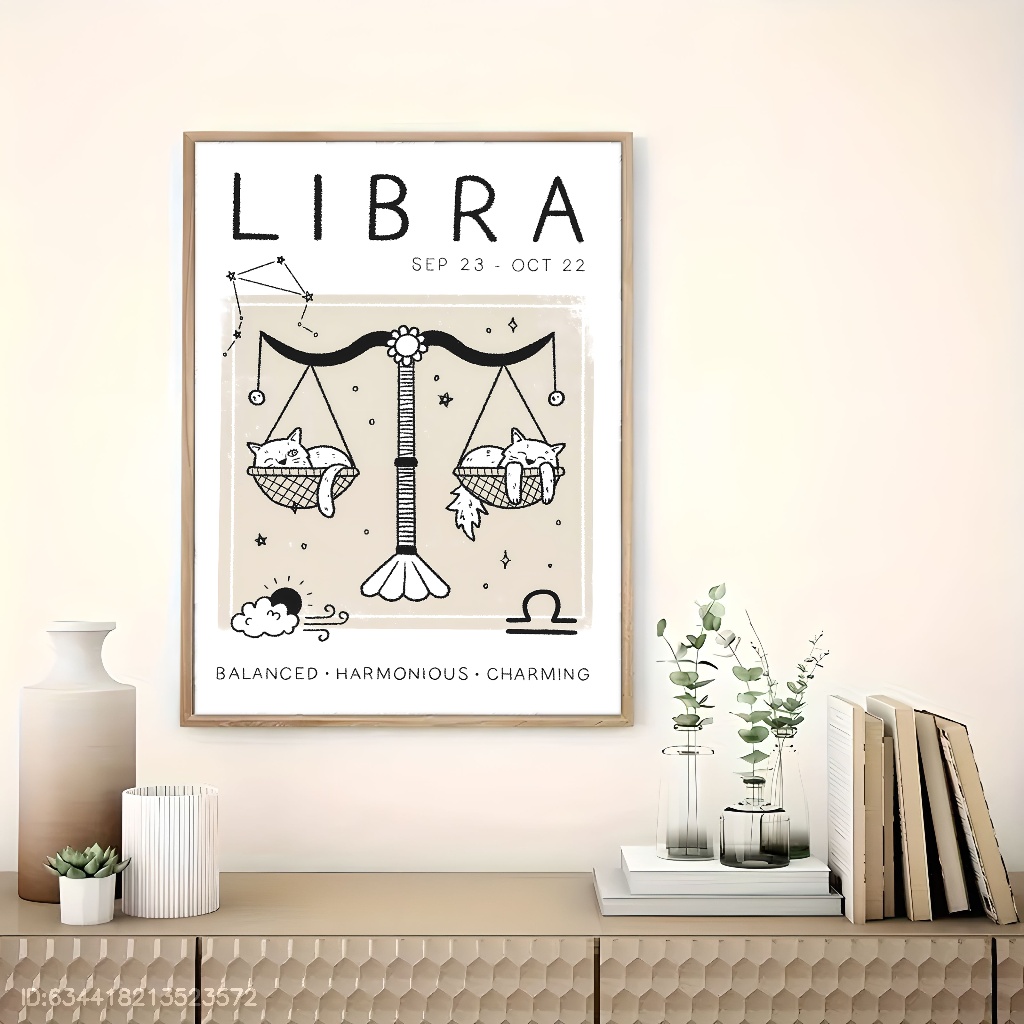 LIBRA
SEP 23 - OCT 22
BALANCED • HARMONIOUS • CHARMING
ID:634418213523572